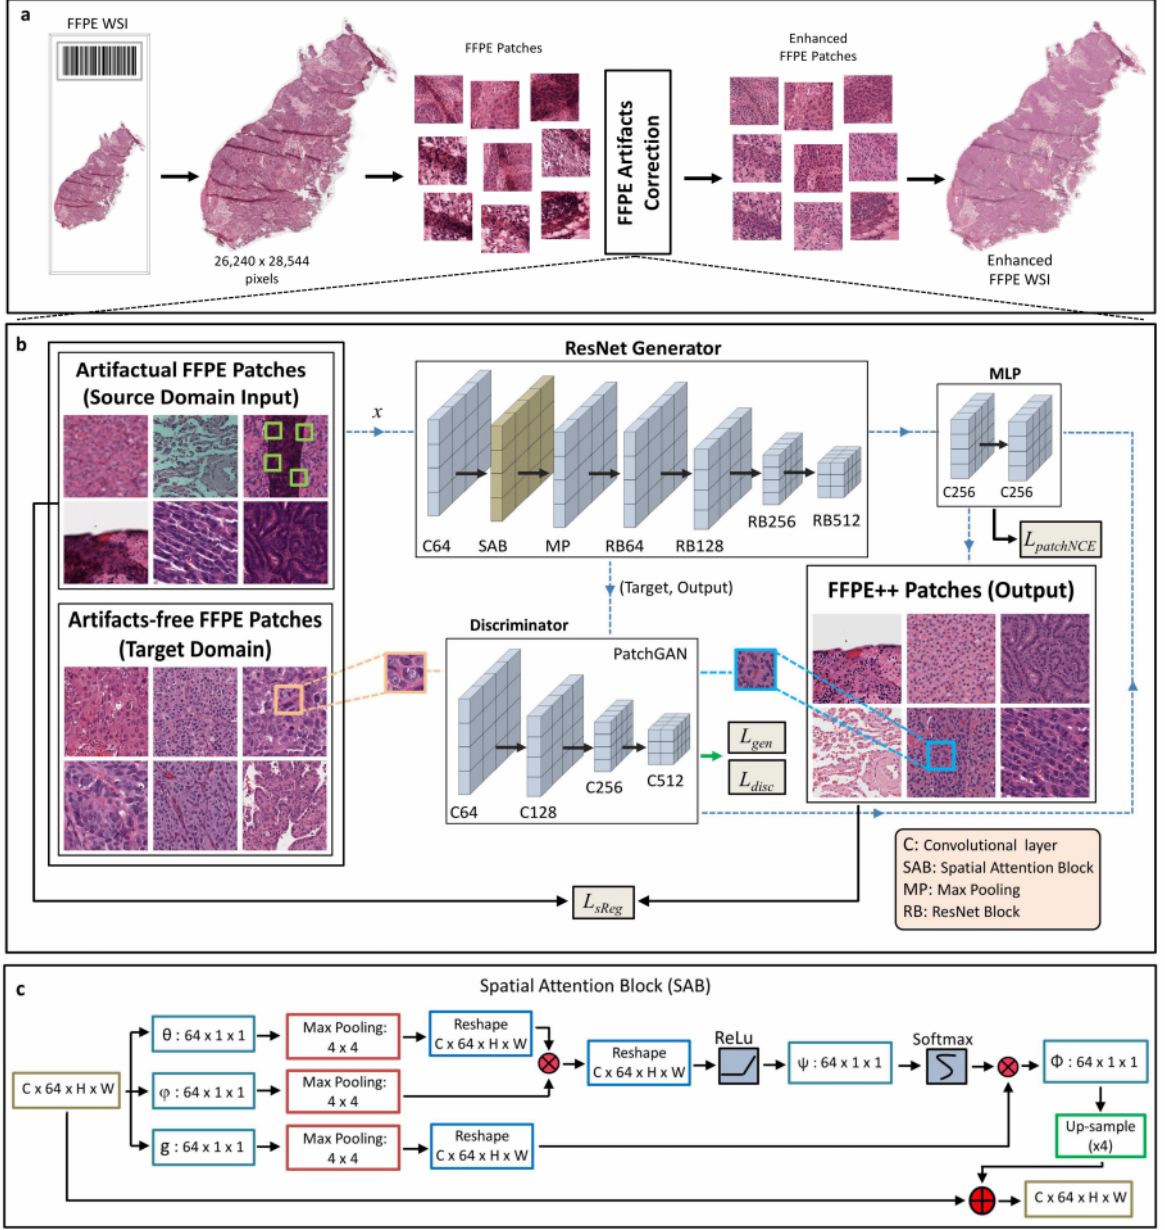 a
FFPE WSI
26,240 x 28,544
pixels
FFPE Patches
FFPE Artifacts
Correction
Enhanced
FFPE Patches
Enhanced
FFPE WSI
b
Artifactual FFPE Patches
(Source Domain Input)
x
ResNet Generator
C64
SAB
MP
RB64
RB128
RB256
RB512
MLP
C256
C256
L_patchNCE
(Target, Output)
Artifacts-free FFPE Patches
(Target Domain)
Discriminator
PatchGAN
C64
C128
C256
C512
L_gen
L_disc
FFPE++ Patches (Output)
L_sReg
C: Convolutional layer
SAB: Spatial Attention Block
MP: Max Pooling
RB: ResNet Block
c
Spatial Attention Block (SAB)
C x 64 x H x W
θ : 64 x 1 x 1
Max Pooling:
4 x 4
Reshape
C x 64 x H x W
φ : 64 x 1 x 1
Max Pooling:
4 x 4
g : 64 x 1 x 1
Max Pooling:
4 x 4
Reshape
C x 64 x H x W
Reshape
C x 64 x H x W
ReLu
ψ : 64 x 1 x 1
Softmax
Φ : 64 x 1 x 1
Up-sample
(x4)
C x 64 x H x W